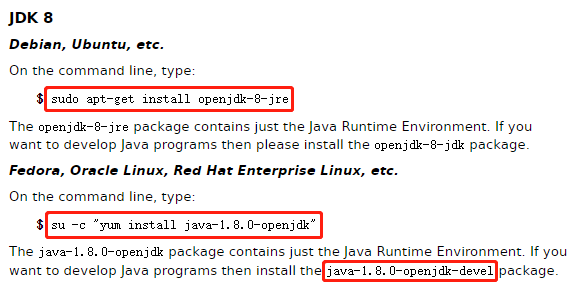 JDK 8
Debian, Ubuntu, etc.
On the command line, type:
$ sudo apt-get install openjdk-8-jre
The openjdk-8-jre package contains just the Java Runtime Environment. If you
want to develop Java programs then please install the openjdk-8-jdk package.
Fedora, Oracle Linux, Red Hat Enterprise Linux, etc.
On the command line, type:
$ su -c "yum install java-1.8.0-openjdk"
The java-1.8.0-openjdk package contains just the Java Runtime Environment. If you
want to develop Java programs then install the java-1.8.0-openjdk-devel package.